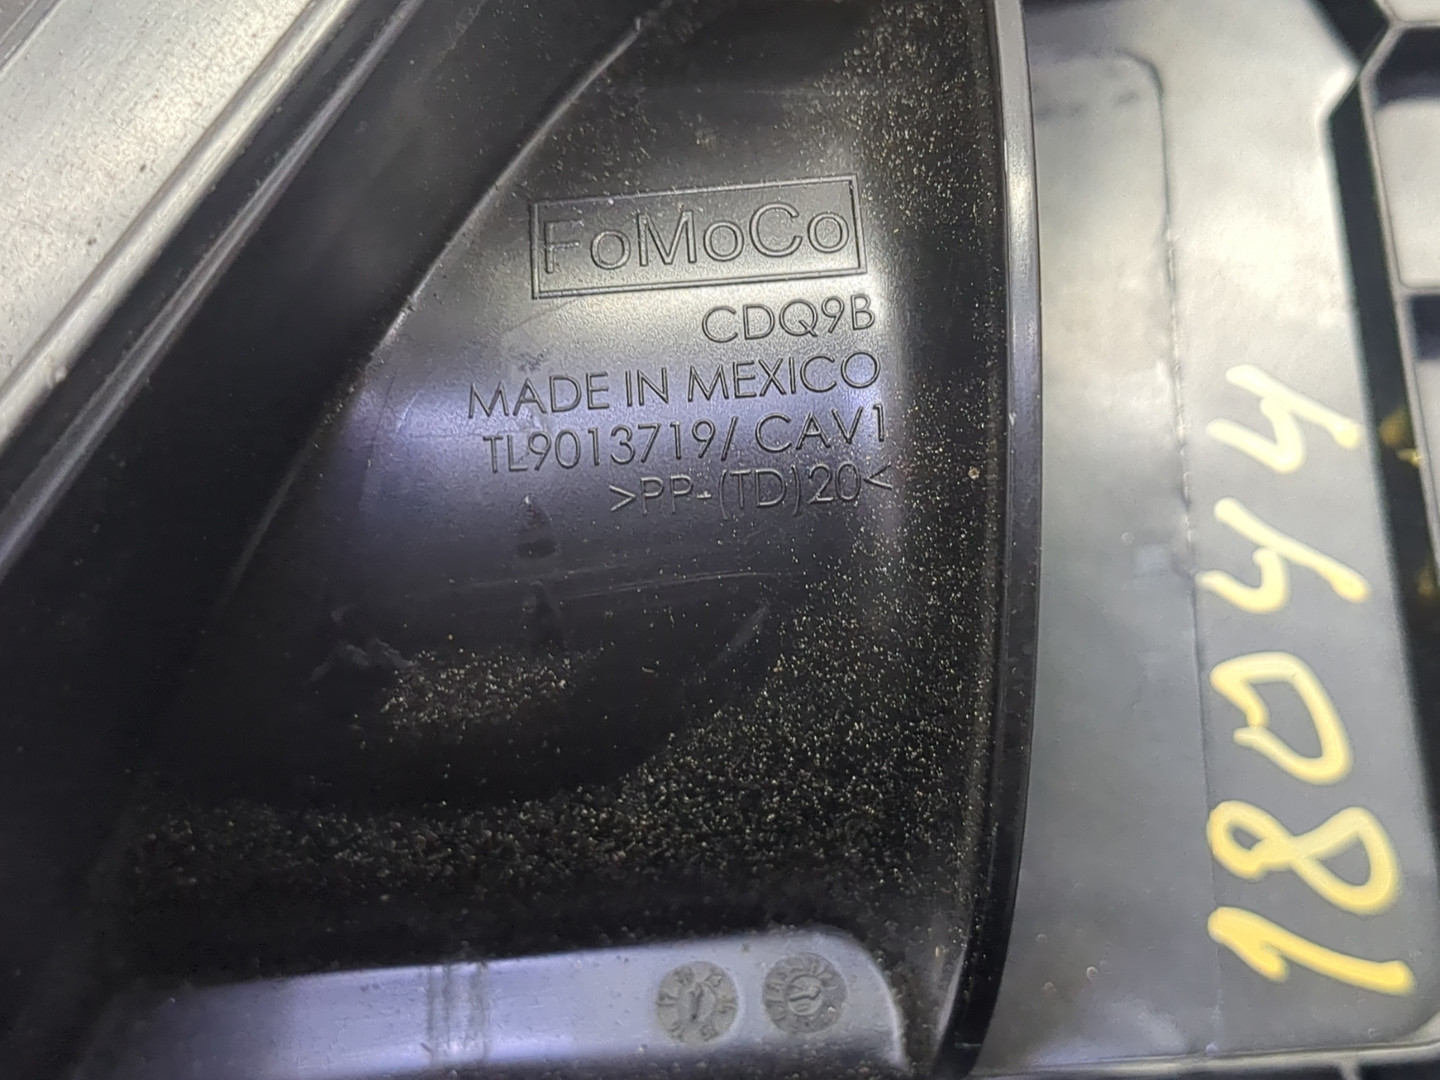 FoMoCo
CDQ9B
MADE IN MEXICO
TL9013719/ CAV1
>PP-(TD)20<
18044